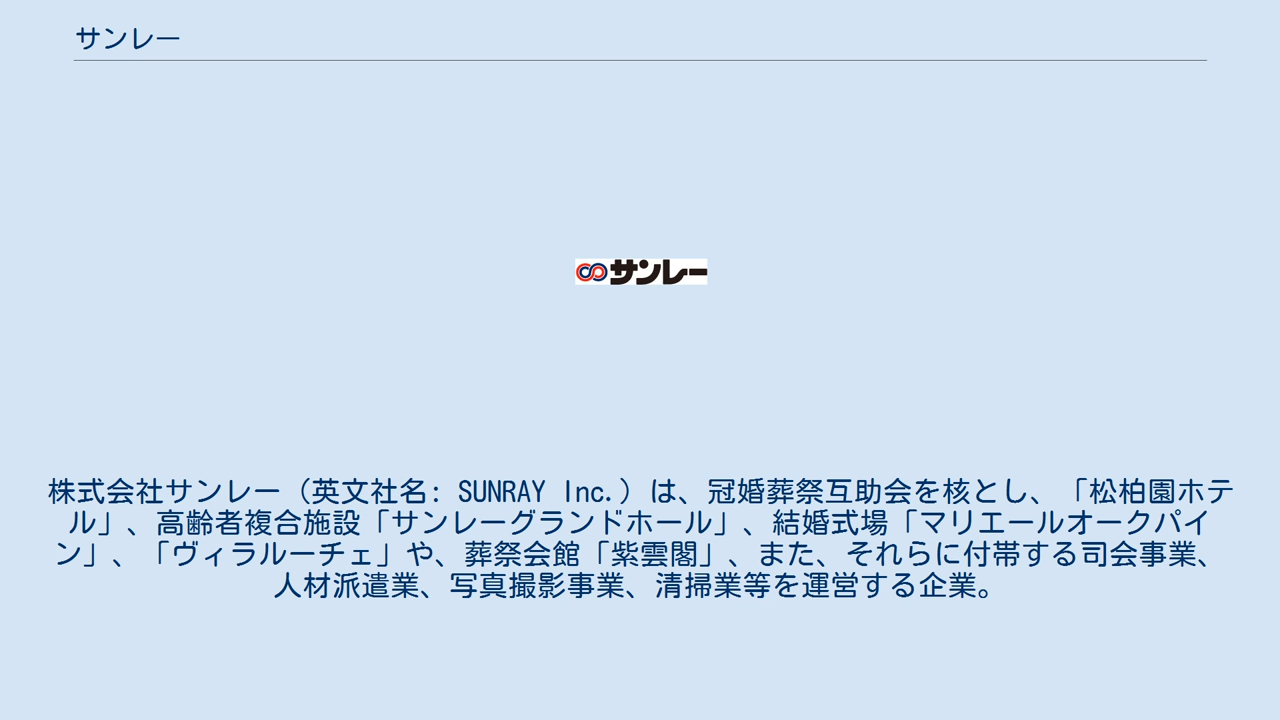 サンレー
サンレー
株式会社サンレー（英文社名: SUNRAY Inc.）は、冠婚葬祭互助会を核とし、「松柏園ホテ
ル」、高齢者複合施設「サンレーグランドホール」、結婚式場「マリエールオークパイ
ン」、「ヴィラルーチェ」や、葬祭会館「紫雲閣」、また、それらに付帯する司会事業、
人材派遣業、写真撮影事業、清掃業等を運営する企業。